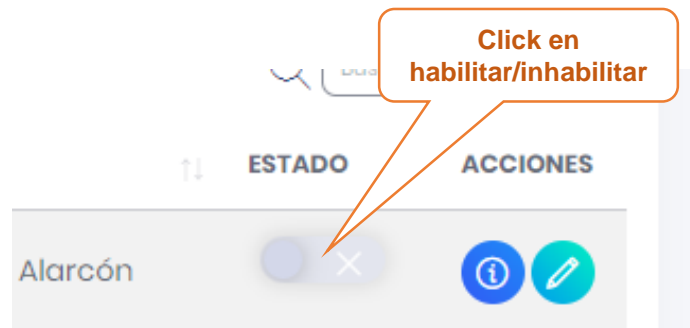 Click en
habilitar/inhabilitar
ESTADO
ACCIONES
Alarcón